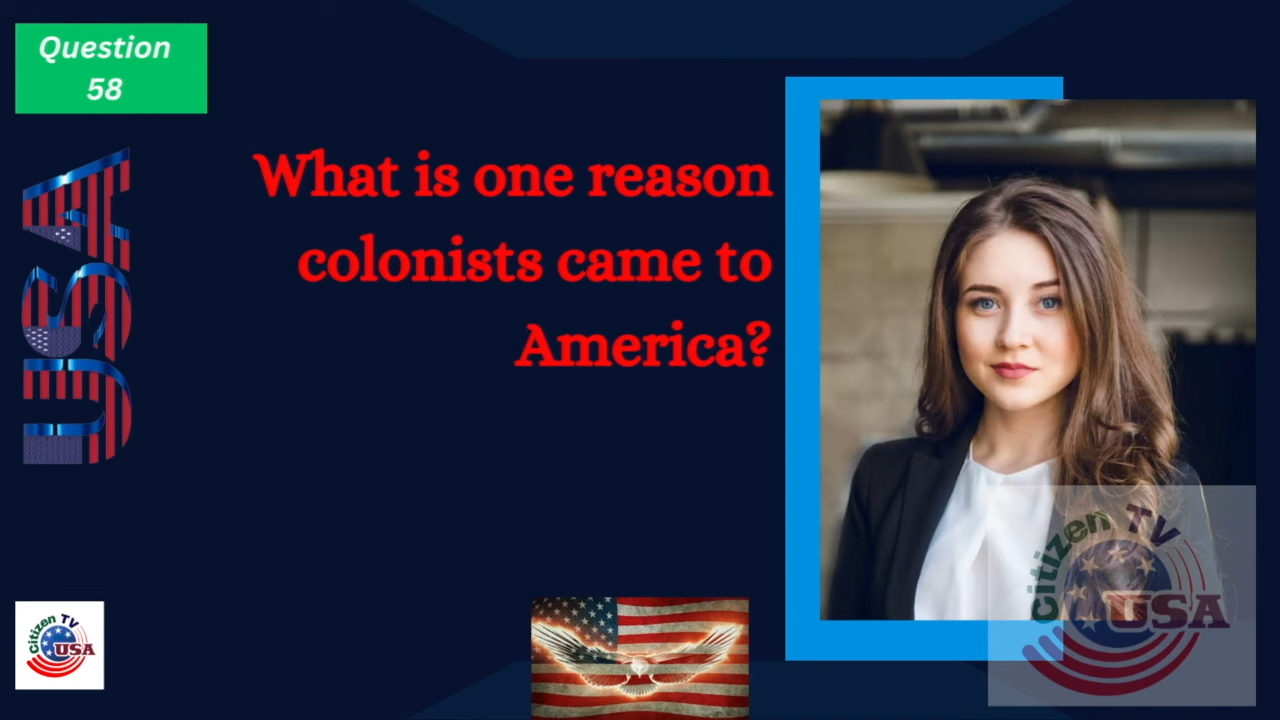 Question
58
What is one reason
colonists came to
America?
USA
Citizen TV
USA
Citizen TV
USA